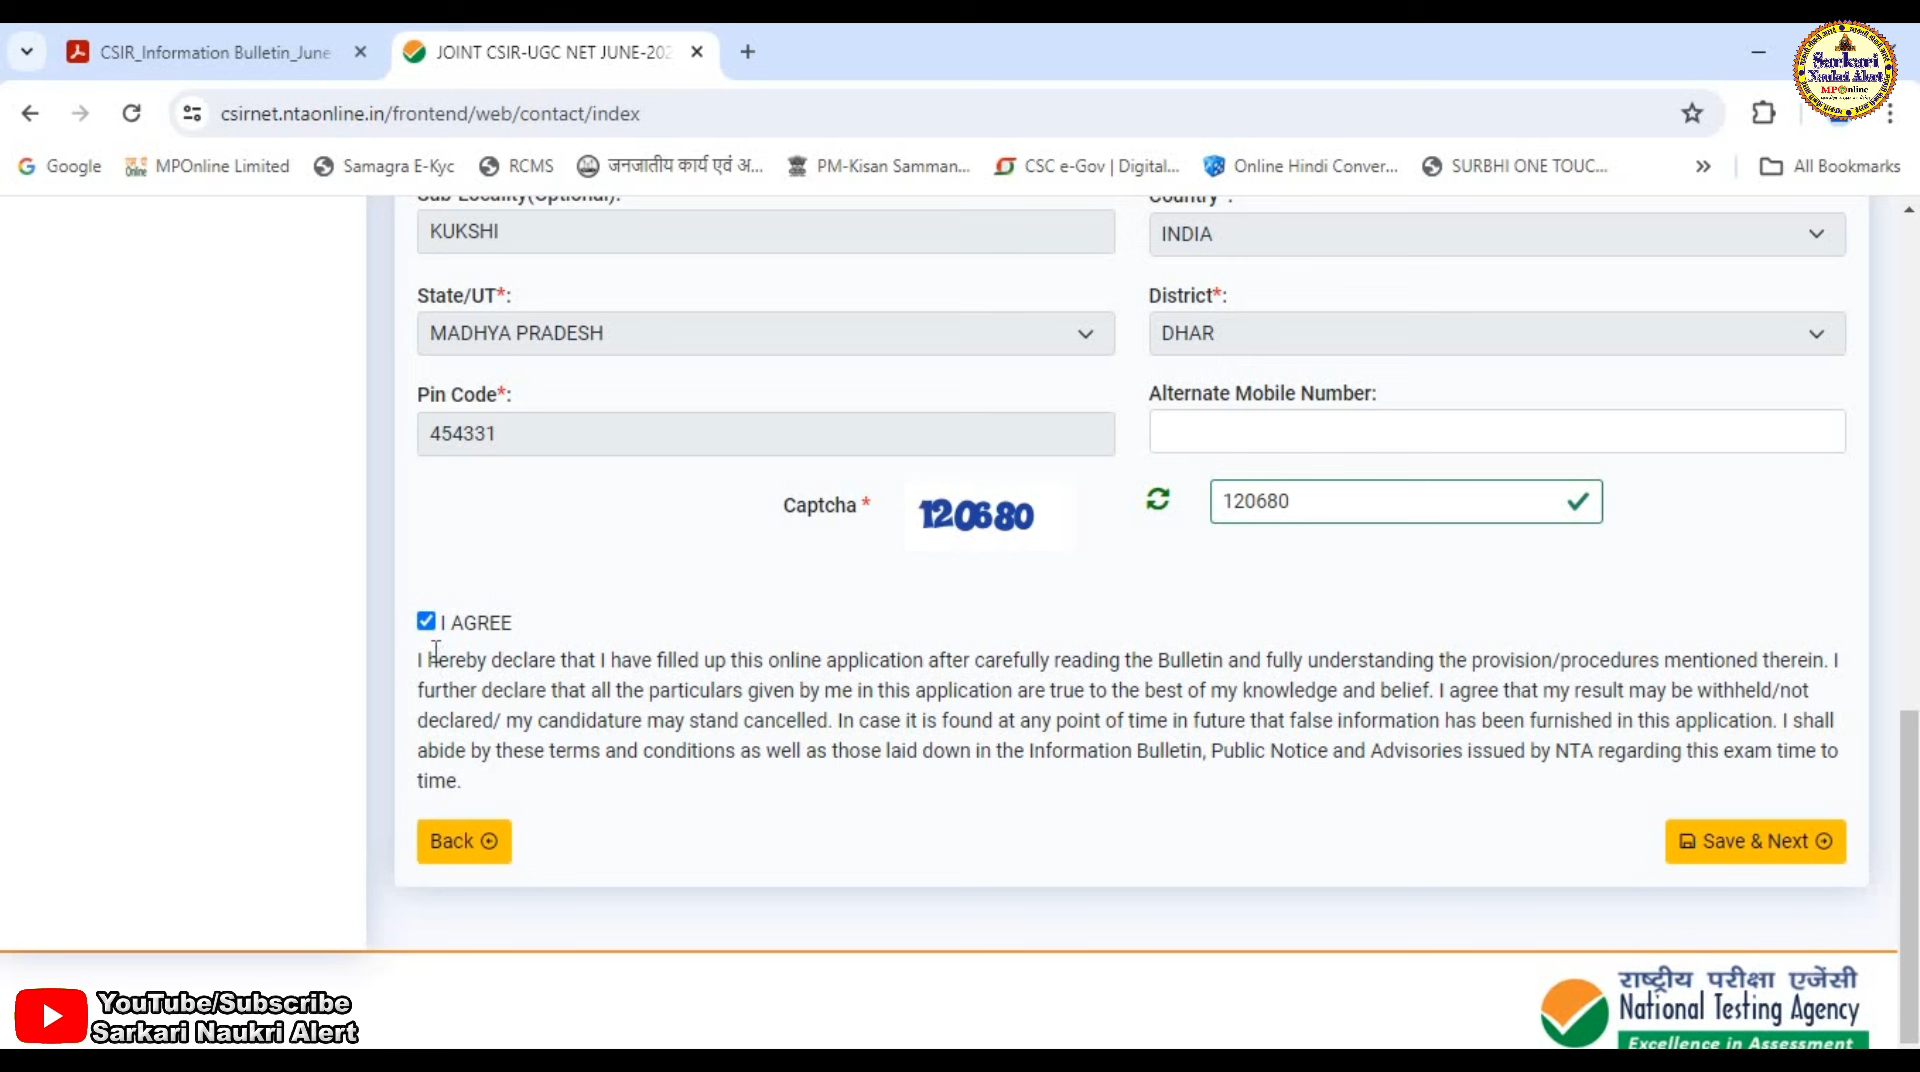 CSIR_Information Bulletin_June
JOINT CSIR-UGC NET JUNE-202
csirnet.ntaonline.in/frontend/web/contact/index
Google
MPOnline Limited
Samagra E-Kyc
RCMS
जनजातीय कार्य एवं अ...
PM-Kisan Samman...
CSC e-Gov | Digital...
Online Hindi Conver...
SURBHI ONE TOUC...
All Bookmarks
Sarkari
Naukri Alert
MPOnline
Sub-Locality(Optional):
Country*:
KUKSHI
INDIA
State/UT*:
District*:
MADHYA PRADESH
DHAR
Pin Code*:
Alternate Mobile Number:
454331
Captcha *
120680
120680
I AGREE
I hereby declare that I have filled up this online application after carefully reading the Bulletin and fully understanding the provision/procedures mentioned therein. I
further declare that all the particulars given by me in this application are true to the best of my knowledge and belief. I agree that my result may be withheld/not
declared/ my candidature may stand cancelled. In case it is found at any point of time in future that false information has been furnished in this application. I shall
abide by these terms and conditions as well as those laid down in the Information Bulletin, Public Notice and Advisories issued by NTA regarding this exam time to
time.
Back
Save & Next
YouTube/Subscribe
Sarkari Naukri Alert
राष्ट्रीय परीक्षा एजेंसी
National Testing Agency
Excellence in Assessment